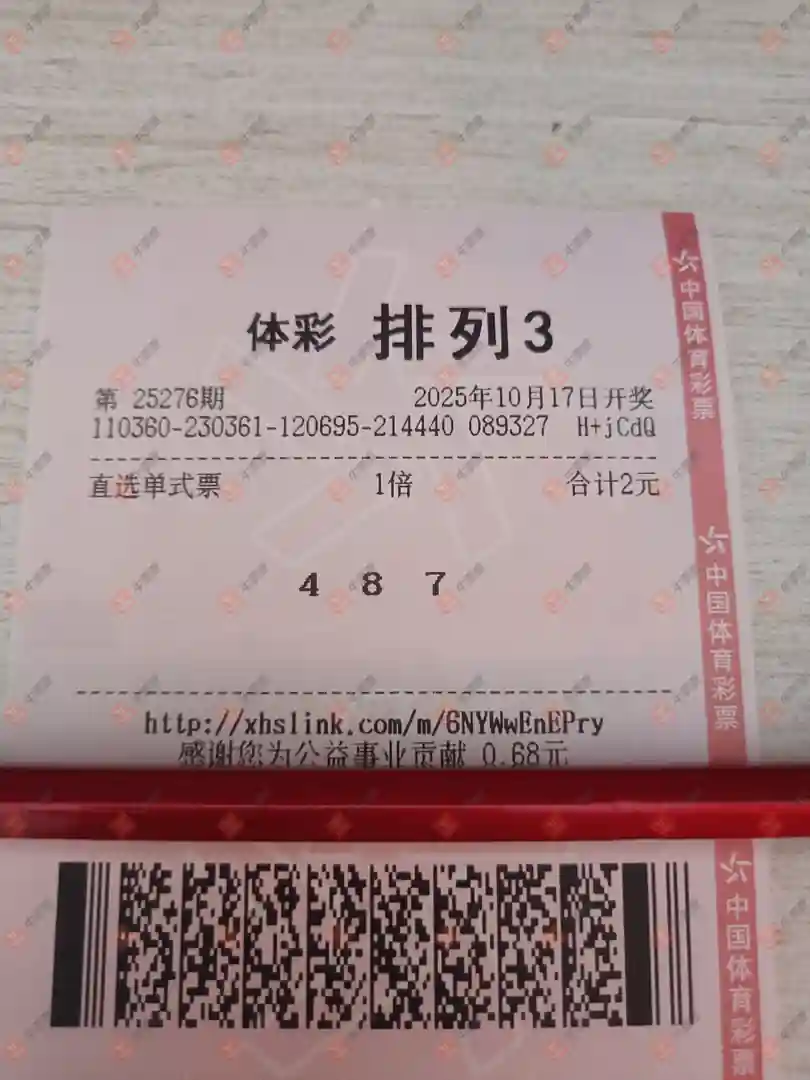 体彩 排列3
第 25276期 2025年10月17日开奖
110360-230361-120695-214440 089327 H+jCdQ
直选单式票 1倍 合计2元
4 8 7
http://xhslink.com/m/6NYWwEnEPry
感谢您为公益事业贡献 0.68元
中国体育彩票
中国体育彩票
中国体育彩票